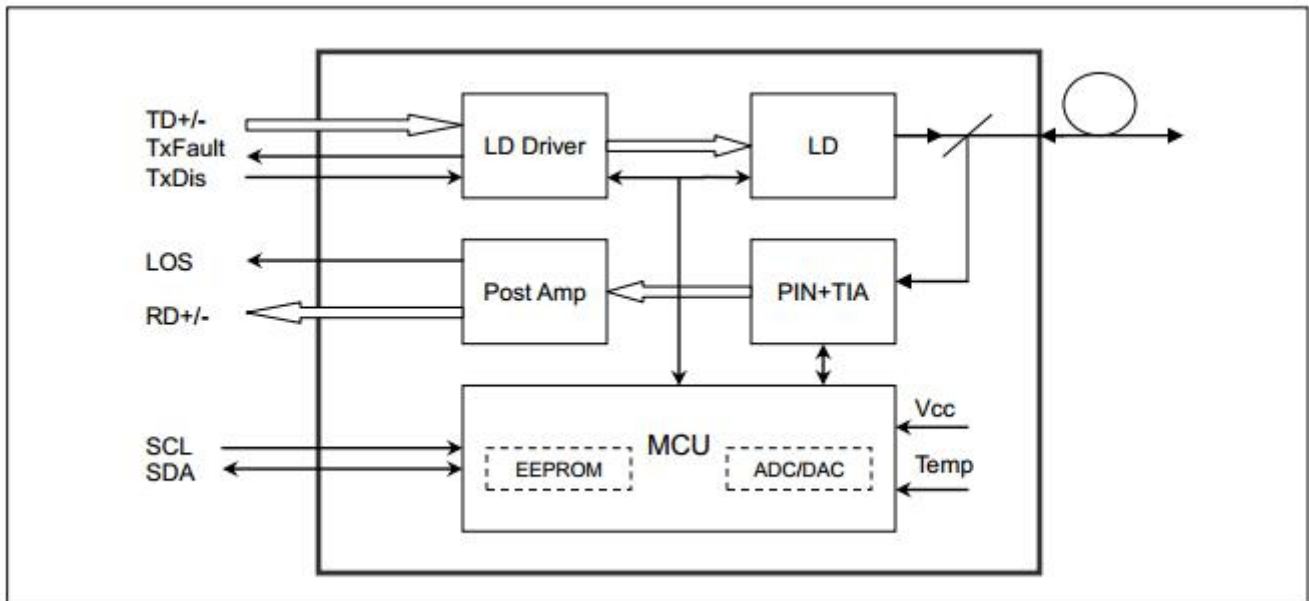 TD+/-
TxFault
TxDis
LD Driver
LD
LOS
RD+/-
Post Amp
PIN+TIA
SCL
SDA
MCU
EEPROM
ADC/DAC
Vcc
Temp